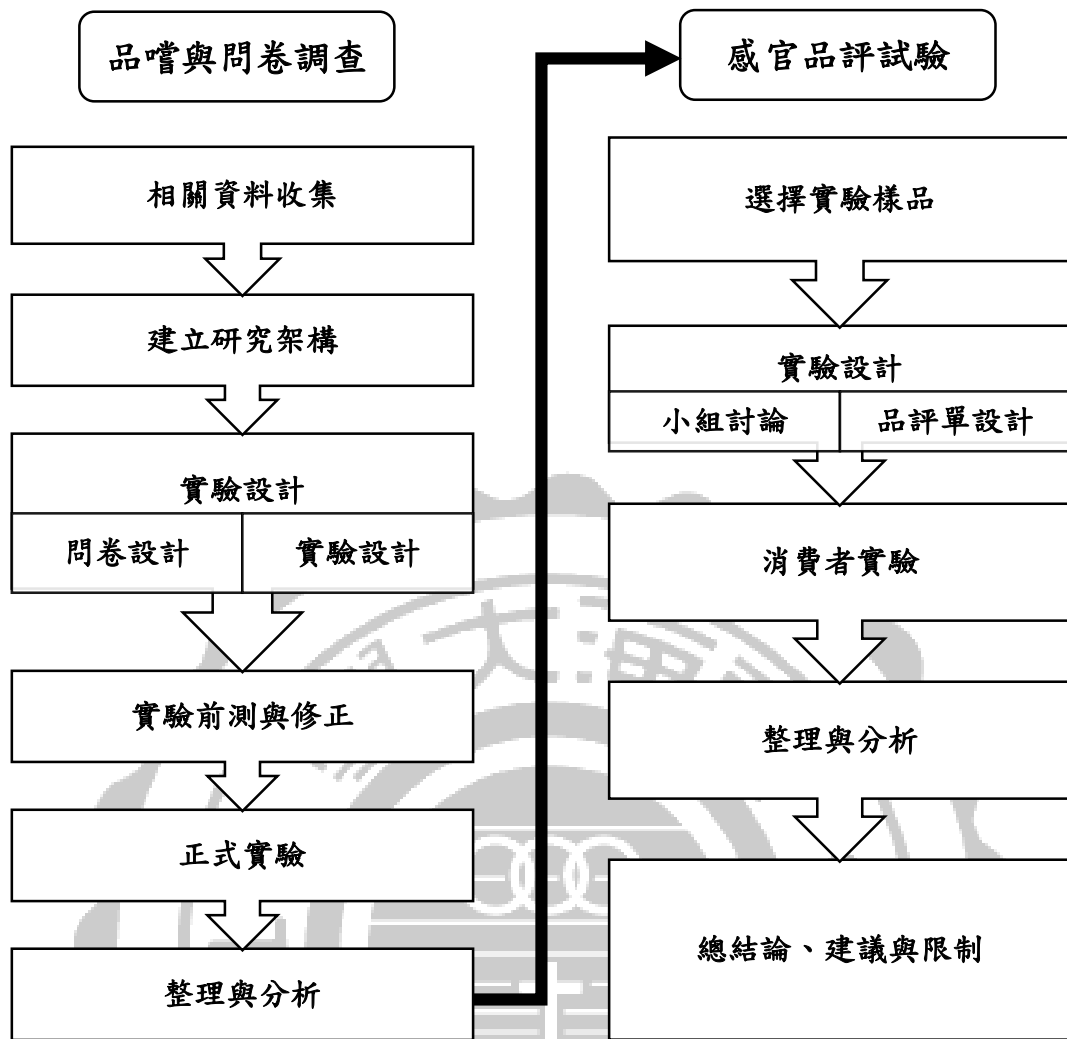 品嚐與問卷調查
相關資料收集
建立研究架構
實驗設計
問卷設計
實驗設計
實驗前測與修正
正式實驗
整理與分析
感官品評試驗
選擇實驗樣品
實驗設計
小組討論
品評單設計
消費者實驗
整理與分析
總結論、建議與限制